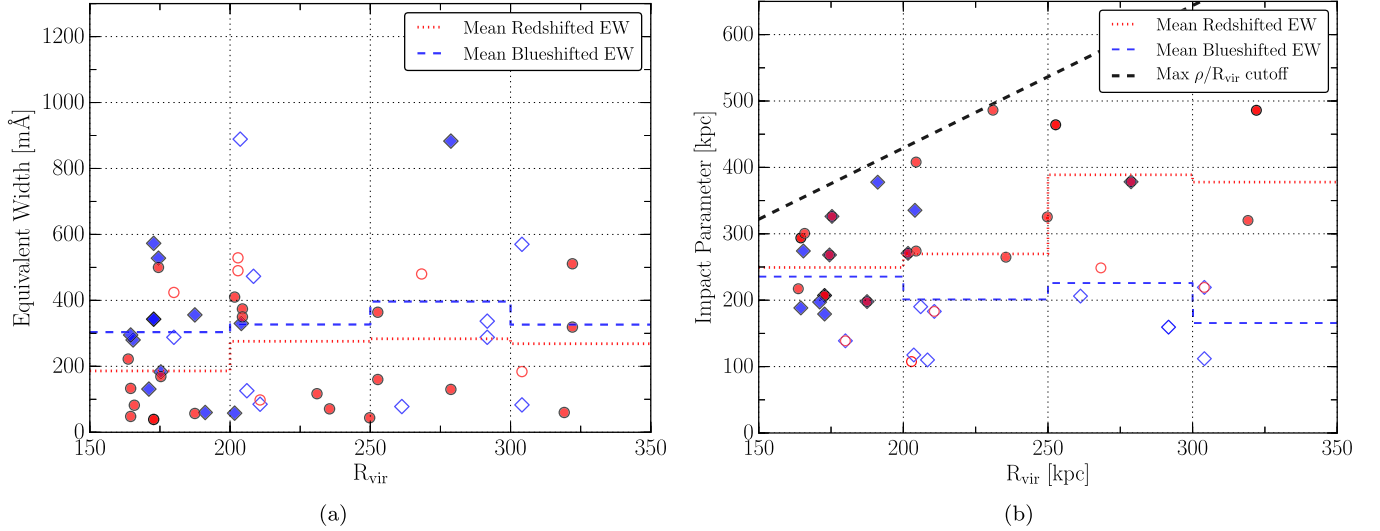 Equivalent Width [mÅ]
1200
1000
800
600
400
200
0
150
200
250
300
350
R_vir
Mean Redshifted EW
Mean Blueshifted EW
(a)
Impact Parameter [kpc]
600
500
400
300
200
100
0
150
200
250
300
350
R_vir [kpc]
Mean Redshifted EW
Mean Blueshifted EW
Max ρ/R_vir cutoff
(b)